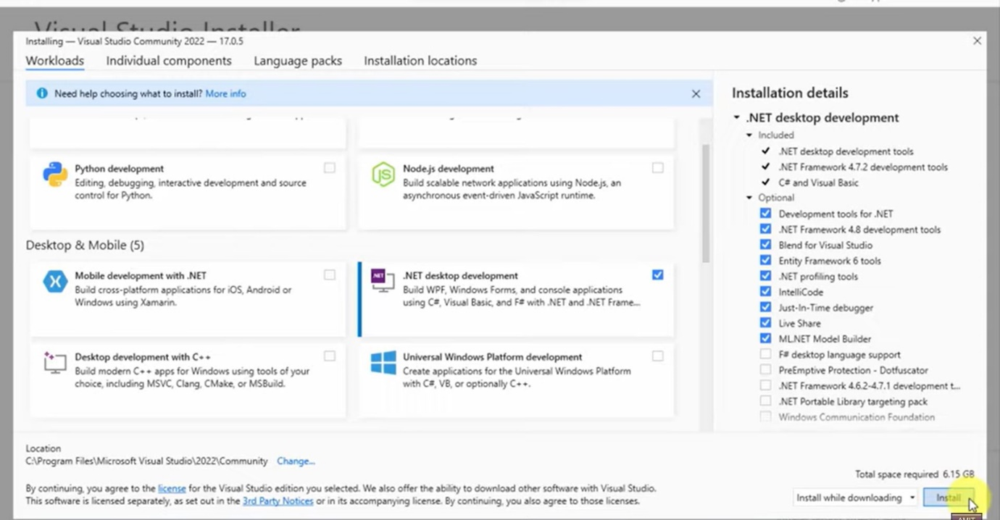 Visual Studio Installer
Installing — Visual Studio Community 2022 — 17.0.5
Workloads
Individual components
Language packs
Installation locations
Need help choosing what to install? More info
Python development
Editing, debugging, interactive development and source
control for Python.
Node.js development
Build scalable network applications using Node.js, an
asynchronous event-driven JavaScript runtime.
Desktop & Mobile (5)
Mobile development with .NET
Build cross-platform applications for iOS, Android or
Windows using Xamarin.
.NET desktop development
Build WPF, Windows Forms, and console applications
using C#, Visual Basic, and F# with .NET and .NET Frame...
Desktop development with C++
Build modern C++ apps for Windows using tools of your
choice, including MSVC, Clang, CMake, or MSBuild.
Universal Windows Platform development
Create applications for the Universal Windows Platform
with C#, VB, or optionally C++.
Installation details
.NET desktop development
Included
.NET desktop development tools
.NET Framework 4.7.2 development tools
C# and Visual Basic
Optional
Development tools for .NET
.NET Framework 4.8 development tools
Blend for Visual Studio
Entity Framework 6 tools
.NET profiling tools
IntelliCode
Just-In-Time debugger
Live Share
ML.NET Model Builder
F# desktop language support
PreEmptive Protection - Dotfuscator
.NET Framework 4.6.2-4.7.1 development t...
.NET Portable Library targeting pack
Windows Communication Foundation
Location
C:\Program Files\Microsoft Visual Studio\2022\Community Change...
By continuing, you agree to the license for the Visual Studio edition you selected. We also offer the ability to download other software with Visual Studio.
This software is licensed separately, as set out in the 3rd Party Notices or in its accompanying license. By continuing, you also agree to those licenses.
Total space required 6.15 GB
Install while downloading
Install